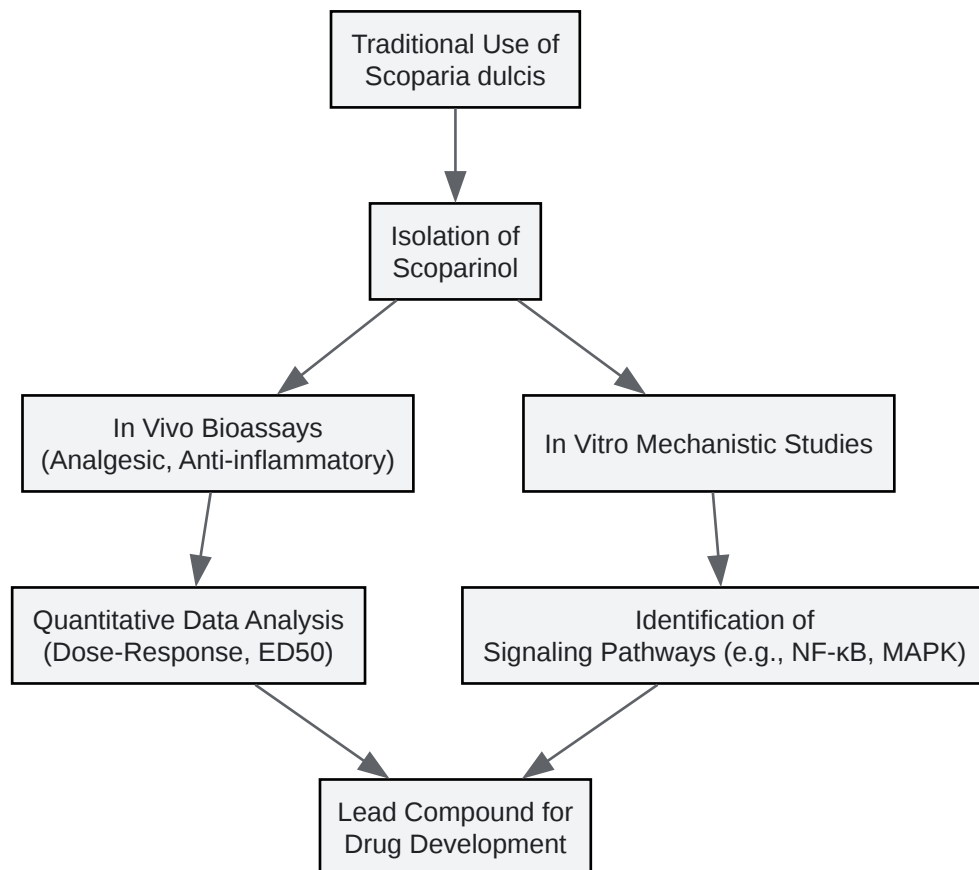 Traditional Use of
Scoparia dulcis
Isolation of
Scoparinol
In Vivo Bioassays
(Analgesic, Anti-inflammatory)
In Vitro Mechanistic Studies
Quantitative Data Analysis
(Dose-Response, ED50)
Identification of
Signaling Pathways (e.g., NF-κB, MAPK)
Lead Compound for
Drug Development